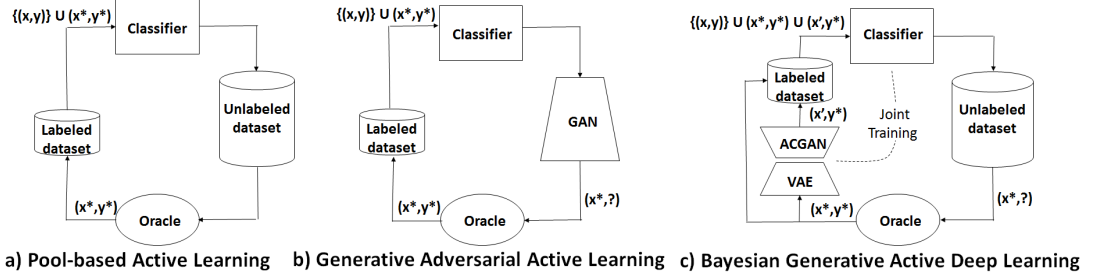 {(x,y)} U (x*,y*)
Classifier
Unlabeled
dataset
Labeled
dataset
(x*,y*)
Oracle
a) Pool-based Active Learning
{(x,y)} U (x*,y*)
Classifier
GAN
Labeled
dataset
(x*,?)
(x*,y*)
Oracle
b) Generative Adversarial Active Learning
{(x,y)} U (x*,y*) U (x′,y*)
Classifier
Labeled
dataset
Unlabeled
dataset
(x′,y*)
Joint
Training
ACGAN
VAE
(x*,?)
(x*,y*)
Oracle
c) Bayesian Generative Active Deep Learning